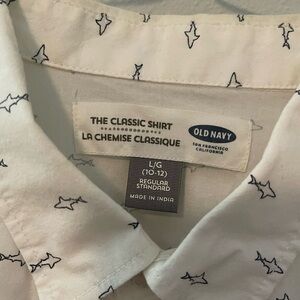 THE CLASSIC SHIRT
LA CHEMISE CLASSIQUE
OLD NAVY
SAN FRANCISCO
CALIFORNIA
L/G
(10-12)
REGULAR
STANDARD
MADE IN INDIA